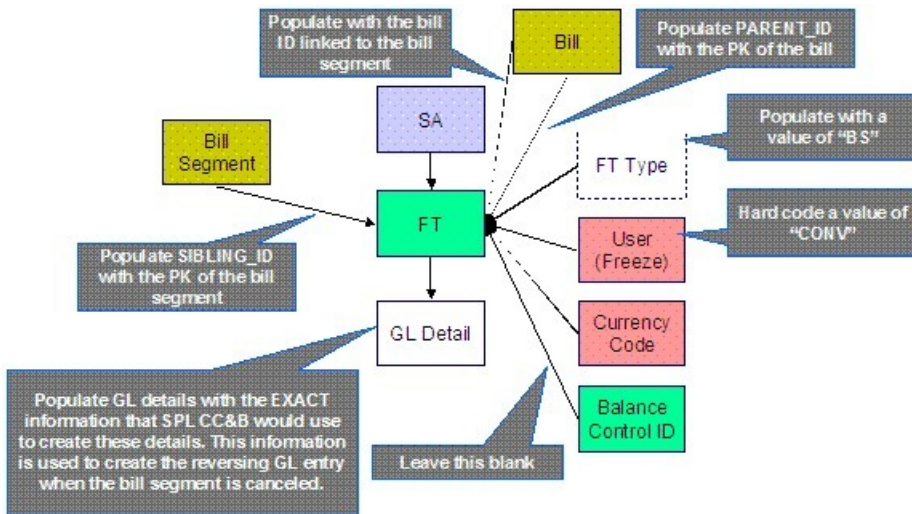 Populate with the bill
ID linked to the bill
segment
Bill
Populate PARENT_ID
with the PK of the bill
SA
Populate with a
value of “BS”
Bill
Segment
FT Type
FT
Hard code a value of
“CONV”
User
(Freeze)
Populate SIBLING_ID
with the PK of the bill
segment
GL Detail
Currency
Code
Populate GL details with the EXACT
information that SPL CC&B would use
to create these details. This information
is used to create the reversing GL entry
when the bill segment is canceled.
Leave this blank
Balance
Control ID